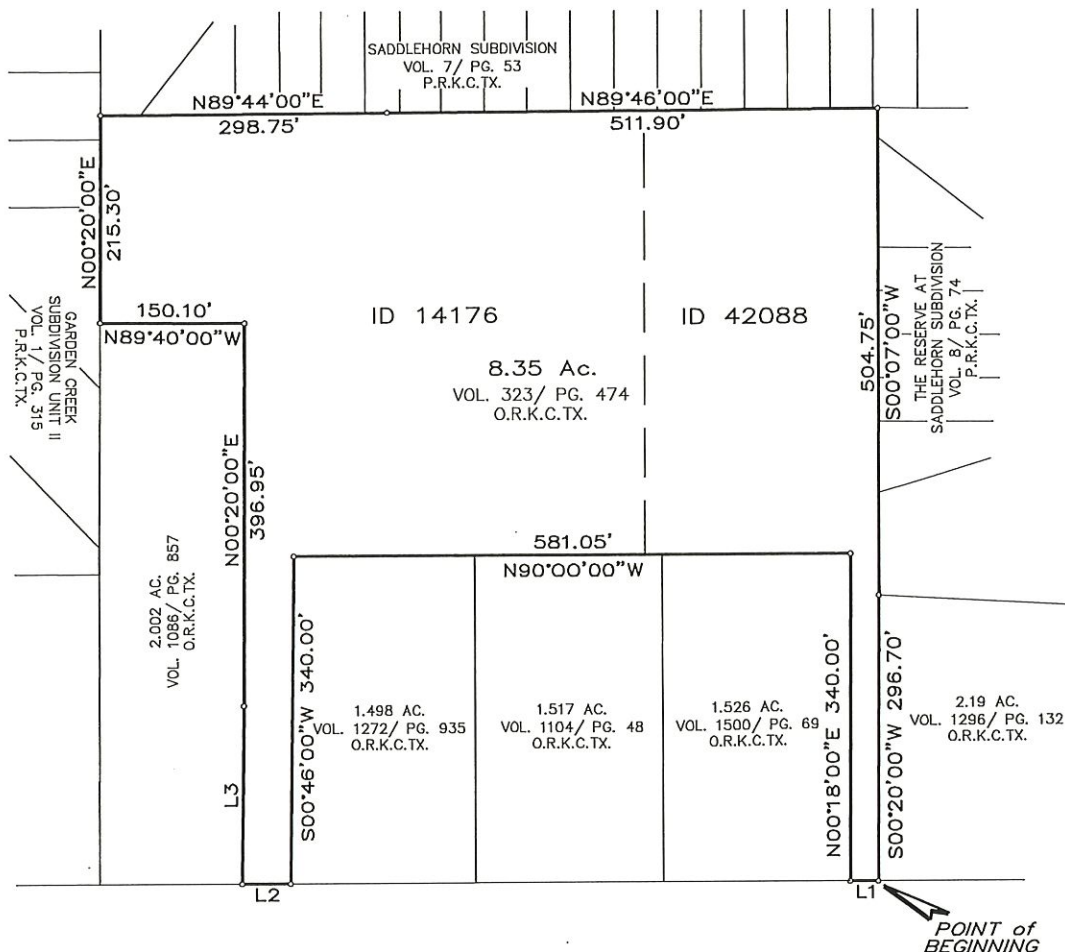 SADDLEHORN SUBDIVISION
VOL. 7/ PG. 53
P.R.K.C.TX.
N89°44'00"E
298.75'
N89°46'00"E
511.90'
N00°20'00"E
215.30'
150.10'
N89°40'00"W
GARDEN CREEK
SUBDIVISION UNIT II
VOL. 1/ PG. 315
P.R.K.C.TX.
ID 14176
ID 42088
8.35 Ac.
VOL. 323/ PG. 474
O.R.K.C.TX.
504.75'
S00°07'00"W
THE RESERVE AT
SADDLEHORN SUBDIVISION
VOL. 8/ PG. 74
P.R.K.C.TX.
N00°20'00"E
396.95'
581.05'
N90°00'00"W
2.002 AC.
VOL. 1086/ PG. 857
O.R.K.C.TX.
S00°46'00"W 340.00'
1.498 AC.
VOL. 1272/ PG. 935
O.R.K.C.TX.
1.517 AC.
VOL. 1104/ PG. 48
O.R.K.C.TX.
1.526 AC.
VOL. 1500/ PG. 69
O.R.K.C.TX.
N00°18'00"E 340.00'
S00°20'00"W 296.70'
2.19 AC.
VOL. 1296/ PG. 132
O.R.K.C.TX.
L3
L2
L1
POINT of
BEGINNING